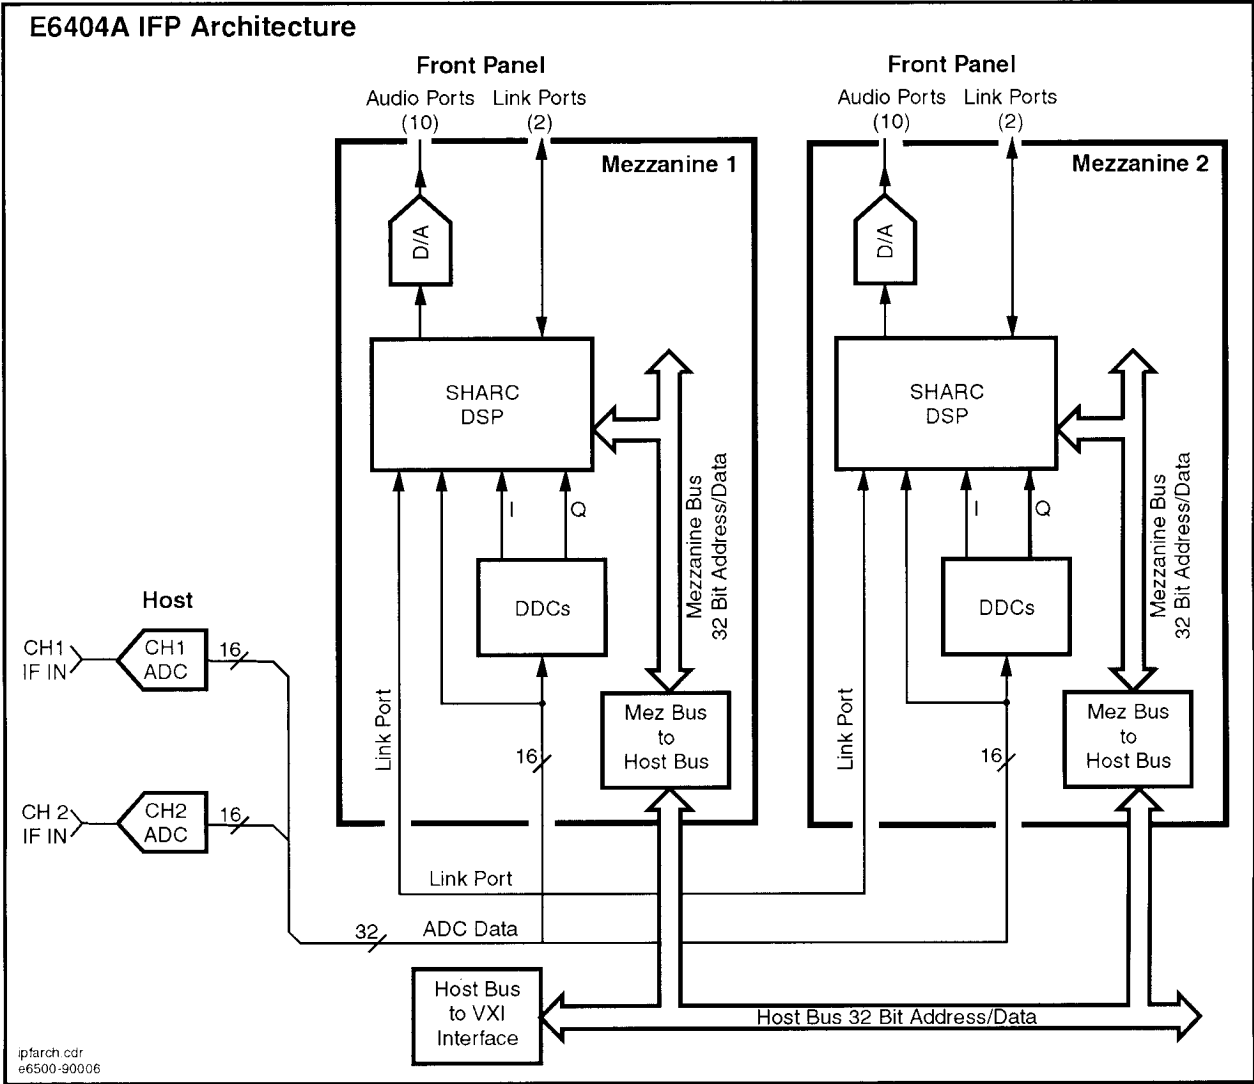 E6404A IFP Architecture
Front Panel
Audio Ports
(10)
Link Ports
(2)
Mezzanine 1
D/A
SHARC
DSP
I
Q
DDCs
Mezzanine Bus
32 Bit Address/Data
Mez Bus
to
Host Bus
Link Port
16
Front Panel
Audio Ports
(10)
Link Ports
(2)
Mezzanine 2
D/A
SHARC
DSP
I
Q
DDCs
Mezzanine Bus
32 Bit Address/Data
Mez Bus
to
Host Bus
Link Port
16
Host
CH1
IF IN
CH1
ADC
16
CH 2
IF IN
CH2
ADC
16
Link Port
32
ADC Data
Host Bus
to VXI
Interface
Host Bus 32 Bit Address/Data
ipfarch.cdr
e6500-90006